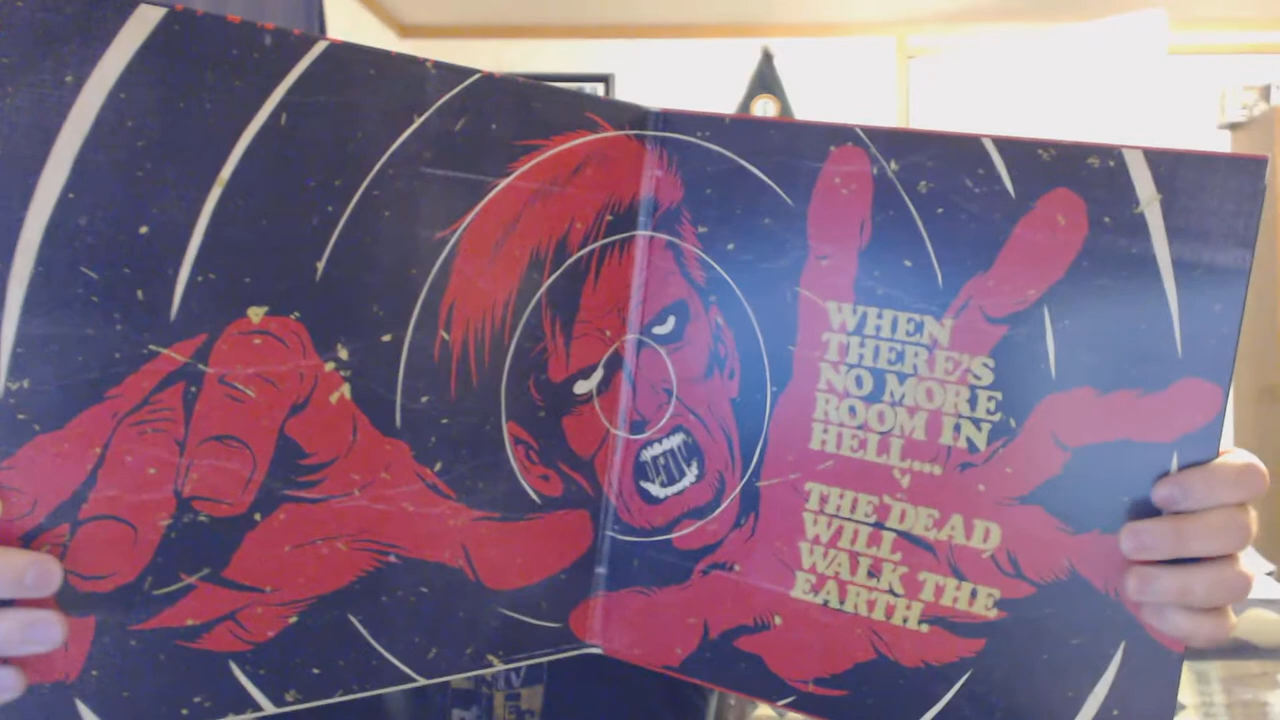 WHEN
THERE'S
NO MORE
ROOM IN
HELL...
THE DEAD
WILL
WALK THE
EARTH.